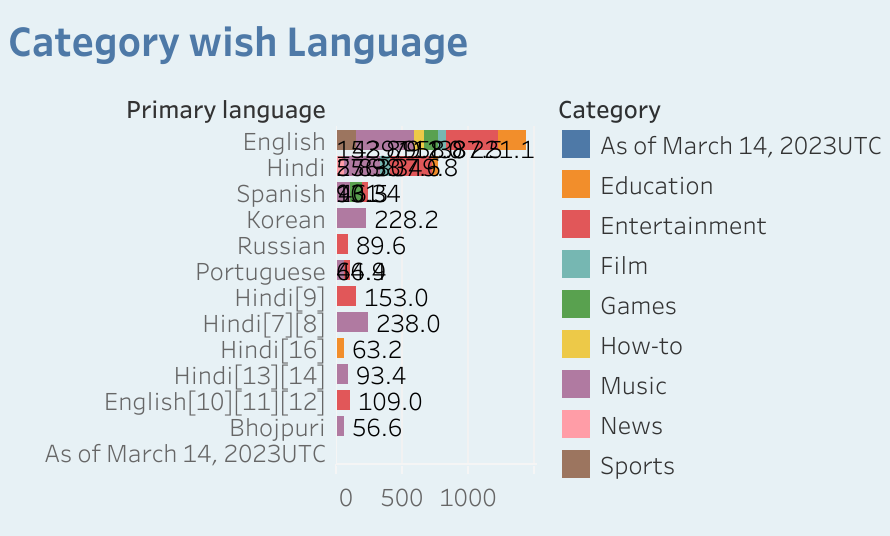 Category wish Language
Primary language
English
Hindi
Spanish
Korean 228.2
Russian 89.6
Portuguese
Hindi[9] 153.0
Hindi[7][8] 238.0
Hindi[16] 63.2
Hindi[13][14] 93.4
English[10][11][12] 109.0
Bhojpuri 56.6
As of March 14, 2023UTC
0 500 1000
Category
As of March 14, 2023UTC
Education
Entertainment
Film
Games
How-to
Music
News
Sports